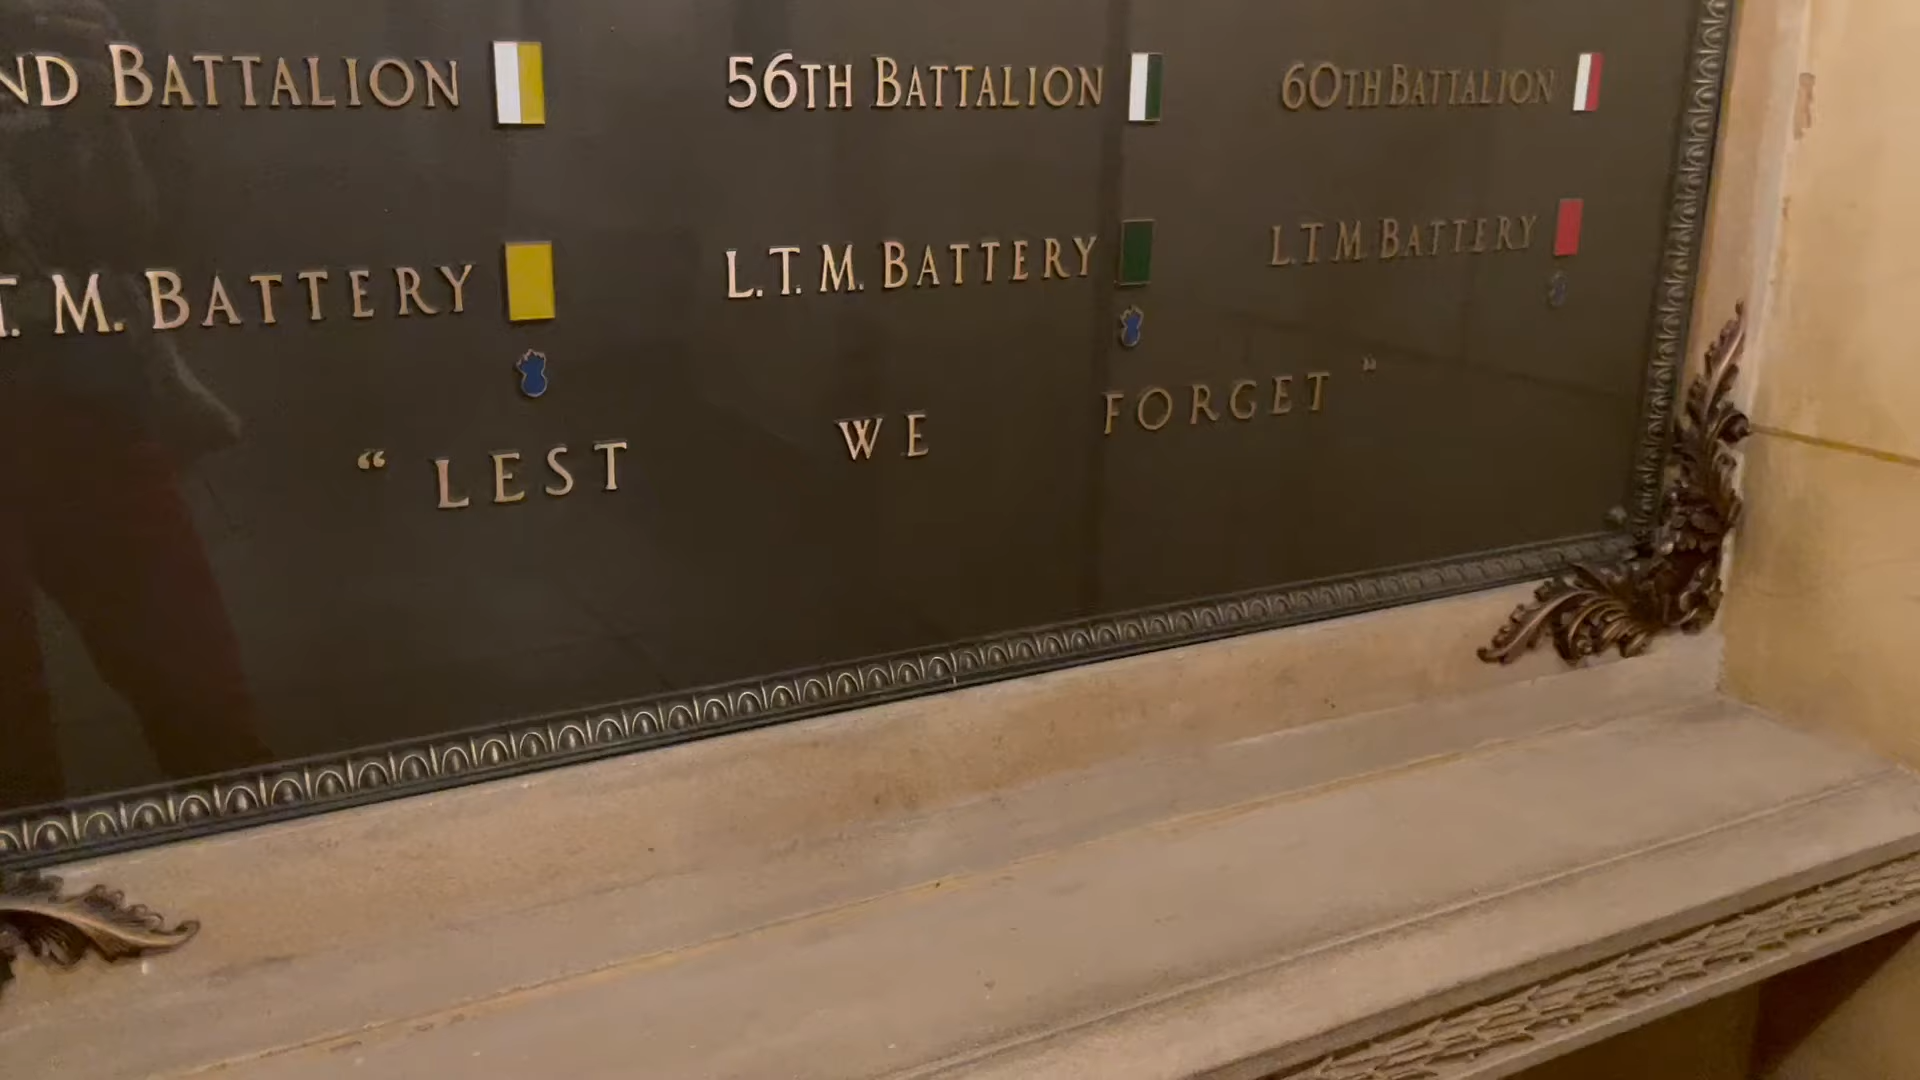 ND BATTALION 56TH BATTALION 60TH BATTALION
T. M. BATTERY L.T.M. BATTERY L.T.M. BATTERY
“ LEST WE FORGET ”